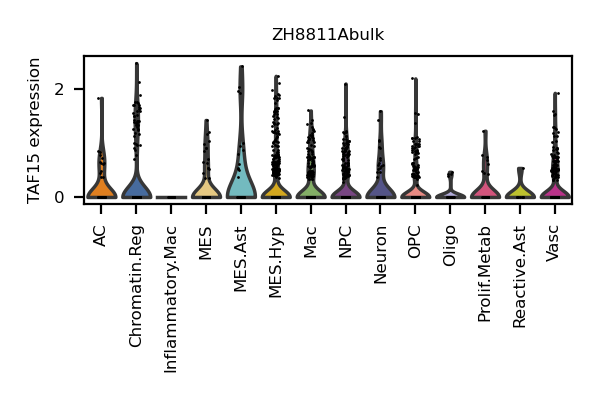 ZH8811Abulk
TAF15 expression
2
0
AC
Chromatin.Reg
Inflammatory.Mac
MES
MES.Ast
MES.Hyp
Mac
NPC
Neuron
OPC
Oligo
Prolif.Metab
Reactive.Ast
Vasc